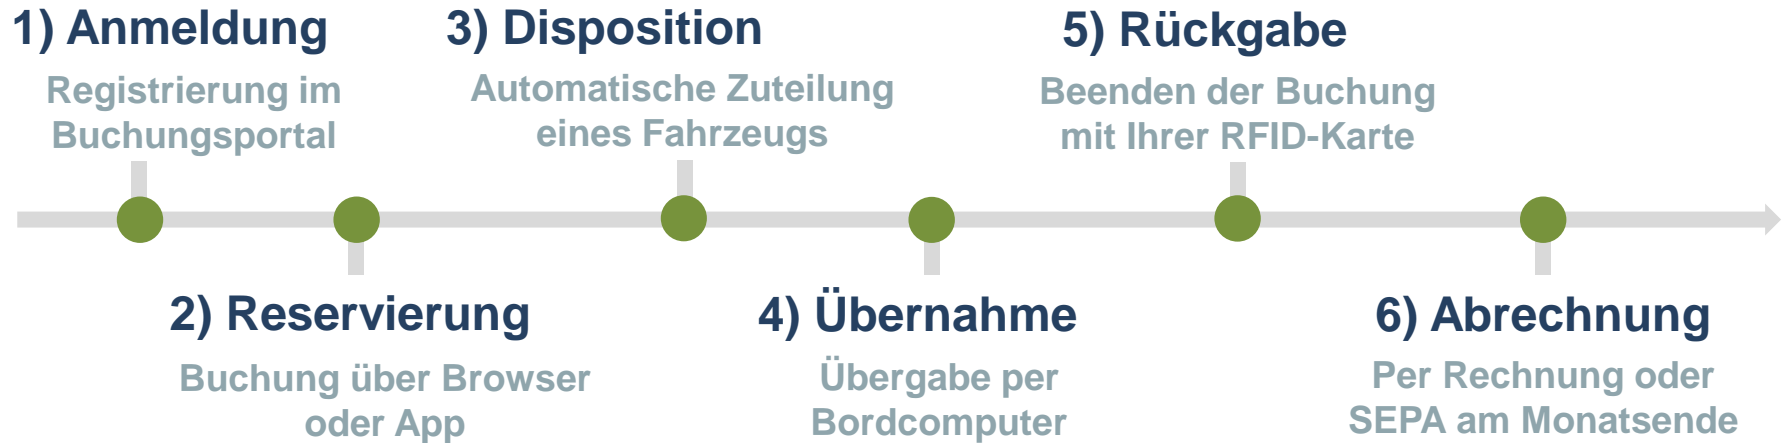 1) Anmeldung
Registrierung im
Buchungsportal
2) Reservierung
Buchung über Browser
oder App
3) Disposition
Automatische Zuteilung
eines Fahrzeugs
4) Übernahme
Übergabe per
Bordcomputer
5) Rückgabe
Beenden der Buchung
mit Ihrer RFID-Karte
6) Abrechnung
Per Rechnung oder
SEPA am Monatsende